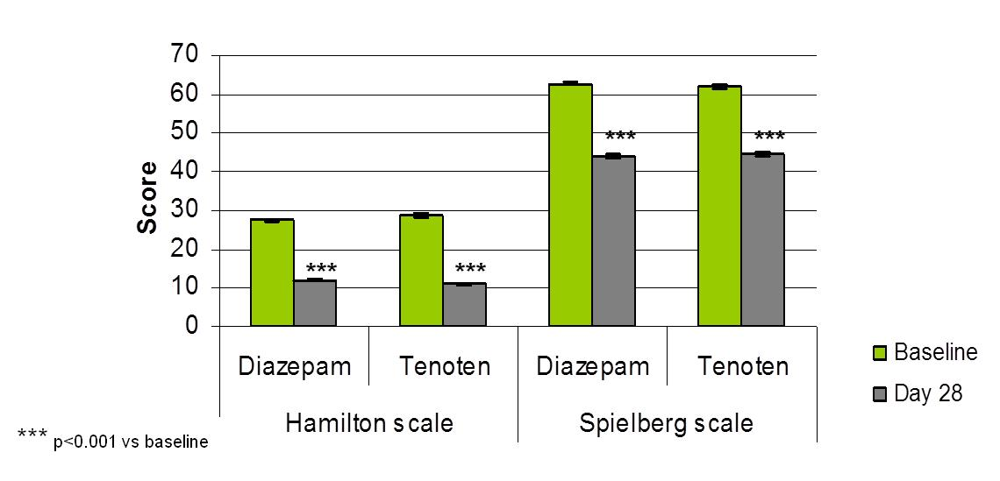 70
60
50
40
30
20
10
0
Score
***
***
***
***
Diazepam
Tenoten
Diazepam
Tenoten
Hamilton scale
Spielberg scale
Baseline
Day 28
*** p<0.001 vs baseline